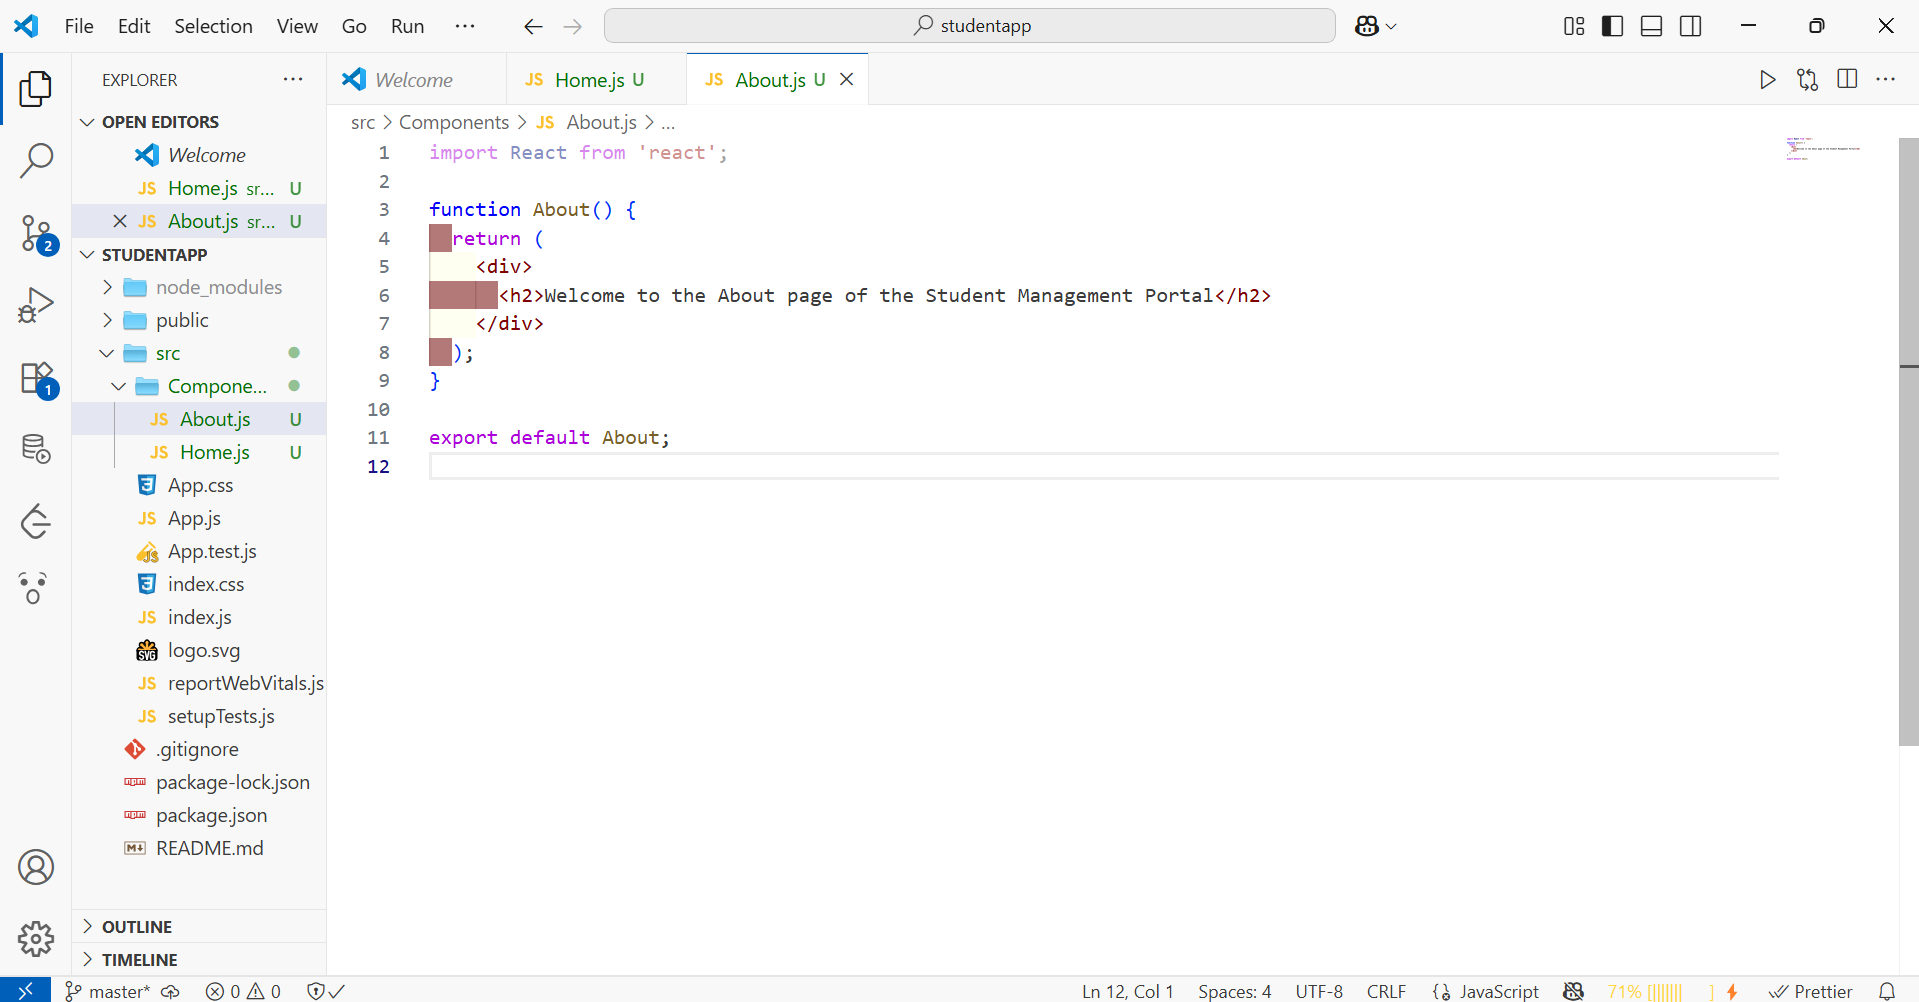 File Edit Selection View Go Run ··· studentapp
EXPLORER ···
OPEN EDITORS
Welcome
JS Home.js sr... U
JS About.js sr... U
STUDENTAPP
node_modules
public
src
Compone...
JS About.js U
JS Home.js U
App.css
JS App.js
App.test.js
index.css
JS index.js
SVG logo.svg
JS reportWebVitals.js
JS setupTests.js
.gitignore
package-lock.json
package.json
README.md
OUTLINE
TIMELINE
2
1
Welcome JS Home.js U JS About.js U
src > Components > JS About.js > ...
1 import React from 'react';
2
3 function About() {
4 return (
5 <div>
6 <h2>Welcome to the About page of the Student Management Portal</h2>
7 </div>
8 );
9 }
10
11 export default About;
12
master* 0 0 Ln 12, Col 1 Spaces: 4 UTF-8 CRLF {} JavaScript 71% Prettier